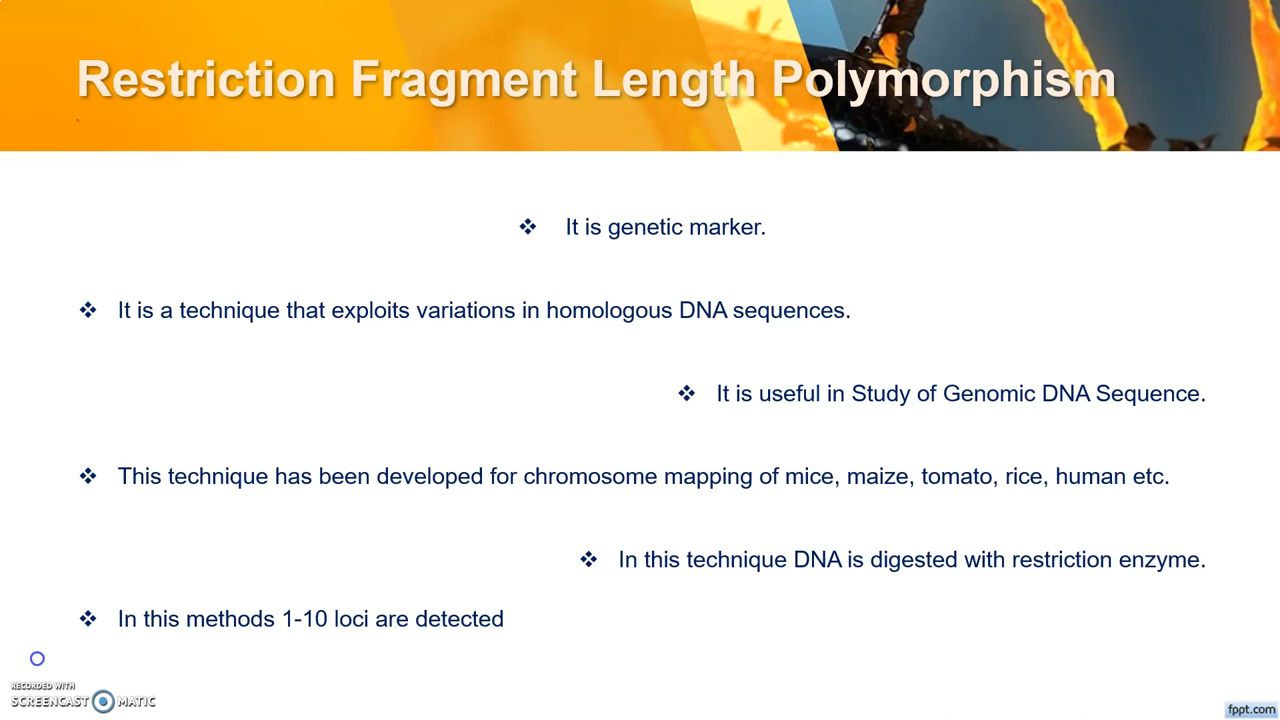 Restriction Fragment Length Polymorphism
❖ It is genetic marker.
❖ It is a technique that exploits variations in homologous DNA sequences.
❖ It is useful in Study of Genomic DNA Sequence.
❖ This technique has been developed for chromosome mapping of mice, maize, tomato, rice, human etc.
❖ In this technique DNA is digested with restriction enzyme.
❖ In this methods 1-10 loci are detected
RECORDED WITH
SCREENCAST MATIC
fppt.com